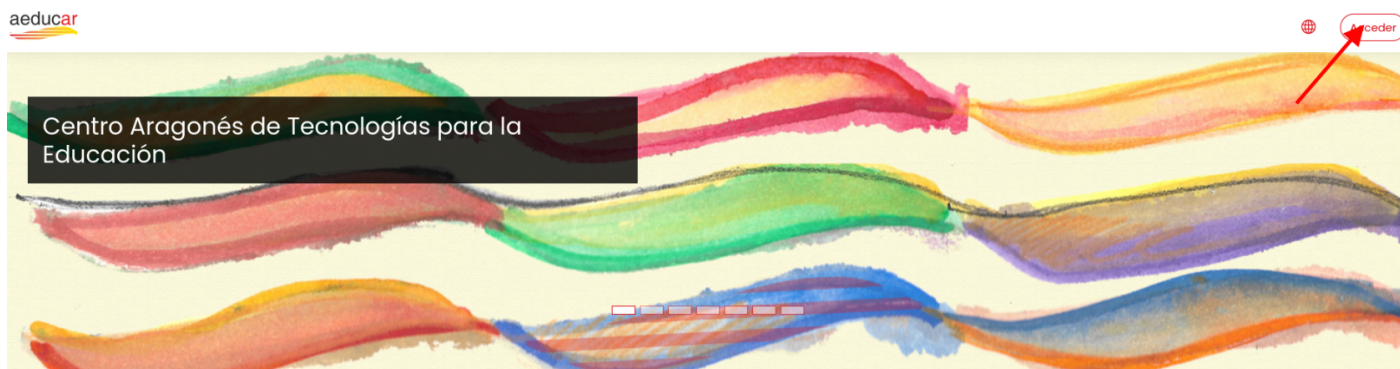 aeducar
Acceder
Centro Aragonés de Tecnologías para la
Educación